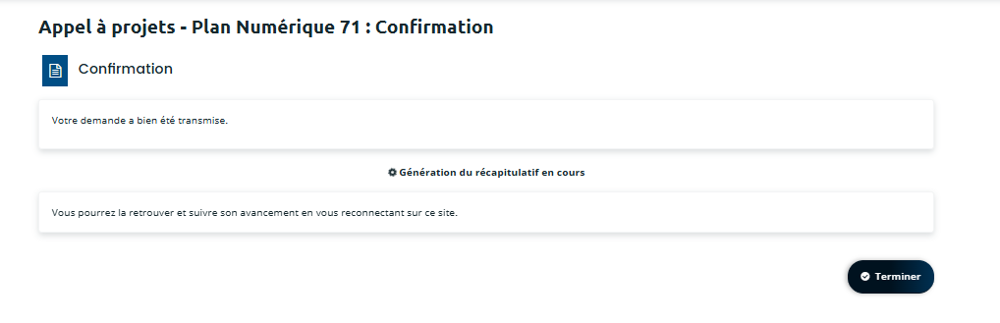 Appel à projets - Plan Numérique 71 : Confirmation
Confirmation
Votre demande a bien été transmise.
Génération du récapitulatif en cours
Vous pourrez la retrouver et suivre son avancement en vous reconnectant sur ce site.
Terminer